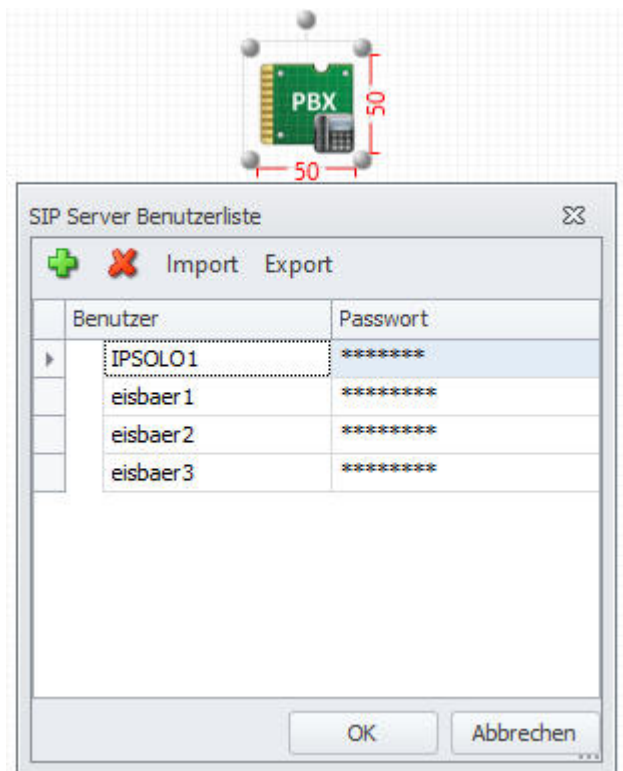 PBX
50
50
SIP Server Benutzerliste
Import Export
Benutzer Passwort
IPSOLO1 *******
eisbaer1 ********
eisbaer2 ********
eisbaer3 ********
OK Abbrechen